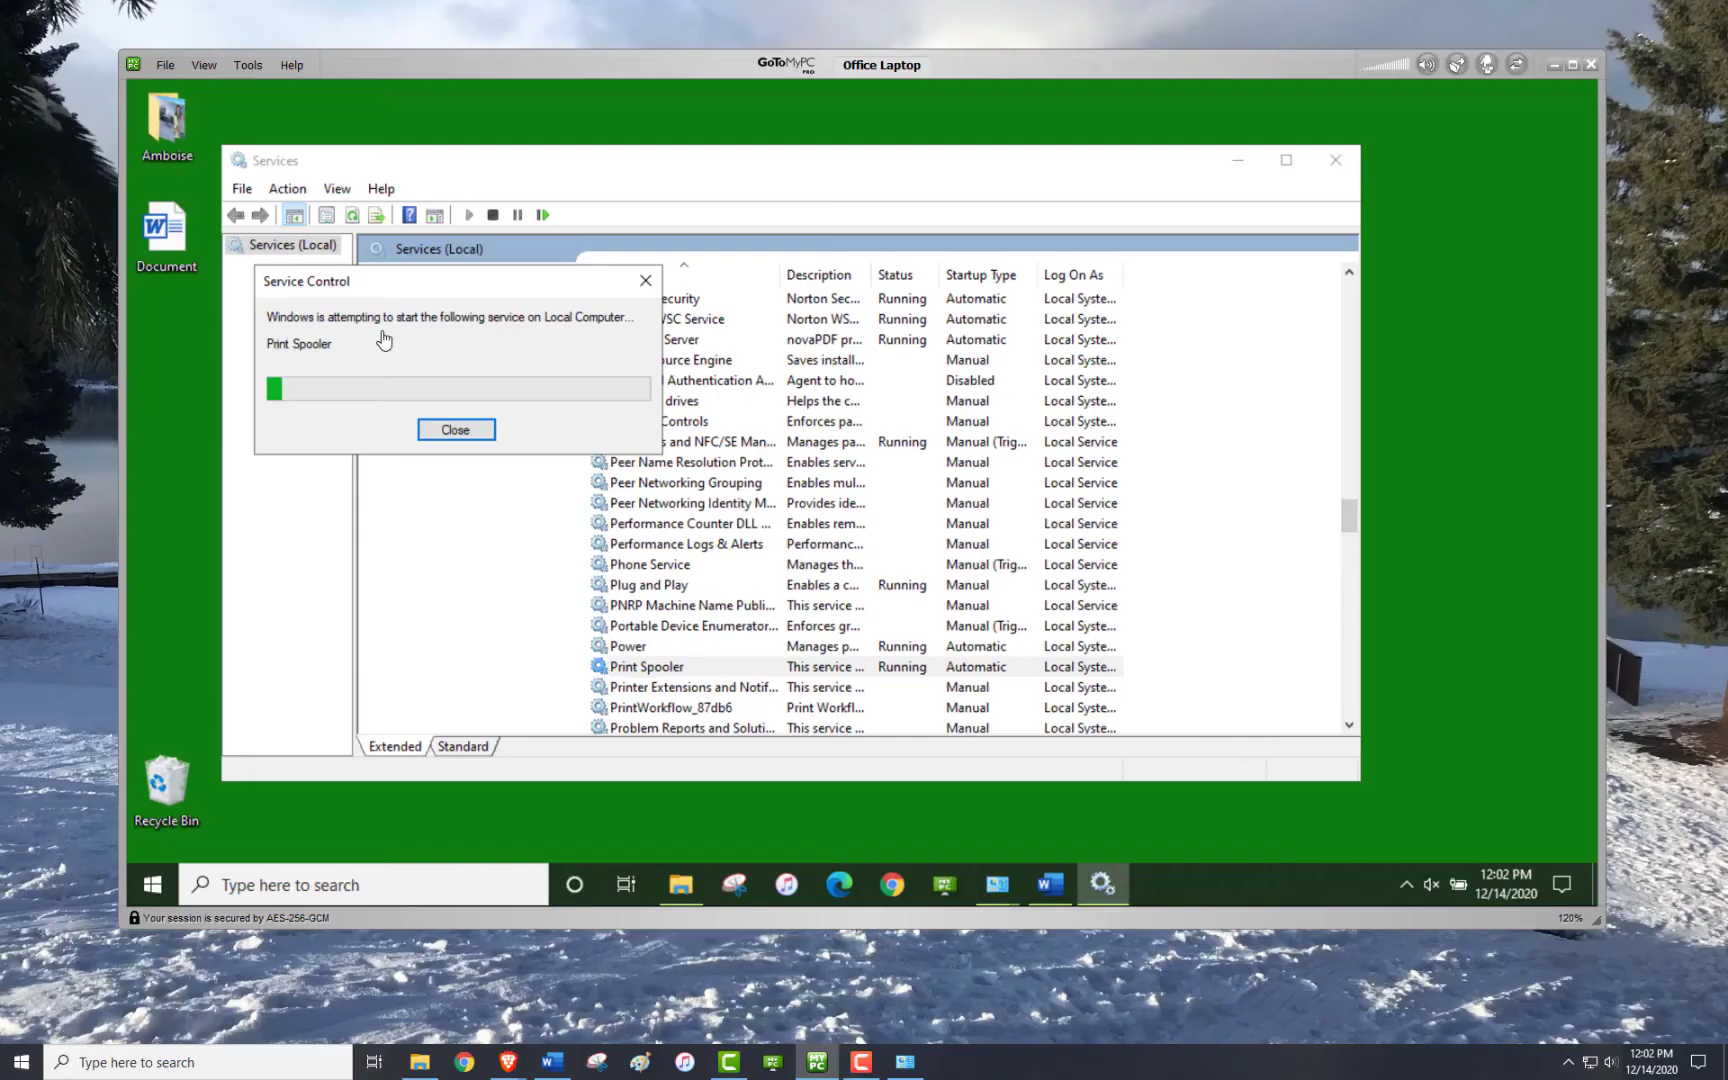 File View Tools Help
GoToMyPC PRO Office Laptop
Amboise
Document
Recycle Bin
Services
File Action View Help
Services (Local)
Services (Local)
Service Control
Windows is attempting to start the following service on Local Computer...
Print Spooler
Close
Description Status Startup Type Log On As
ecurity Norton Sec... Running Automatic Local Syste...
VSC Service Norton WS... Running Automatic Local Syste...
Server novaPDF pr... Running Automatic Local Syste...
ource Engine Saves install... Manual Local Syste...
l Authentication A... Agent to ho... Disabled Local Syste...
drives Helps the c... Manual Local Syste...
Controls Enforces pa... Manual Local Syste...
s and NFC/SE Man... Manages pa... Running Manual (Trig... Local Service
Peer Name Resolution Prot... Enables serv... Manual Local Service
Peer Networking Grouping Enables mul... Manual Local Service
Peer Networking Identity M... Provides ide... Manual Local Service
Performance Counter DLL ... Enables rem... Manual Local Service
Performance Logs & Alerts Performanc... Manual Local Service
Phone Service Manages th... Manual (Trig... Local Service
Plug and Play Enables a c... Running Manual Local Syste...
PNRP Machine Name Publi... This service ... Manual Local Service
Portable Device Enumerator... Enforces gr... Manual (Trig... Local Syste...
Power Manages p... Running Automatic Local Syste...
Print Spooler This service ... Running Automatic Local Syste...
Printer Extensions and Notif... This service ... Manual Local Syste...
PrintWorkflow_87db6 Print Workfl... Manual Local Syste...
Problem Reports and Soluti... This service ... Manual Local Syste...
Extended Standard
Type here to search
12:02 PM
12/14/2020
Your session is secured by AES-256-GCM 120%
Type here to search
12:02 PM
12/14/2020